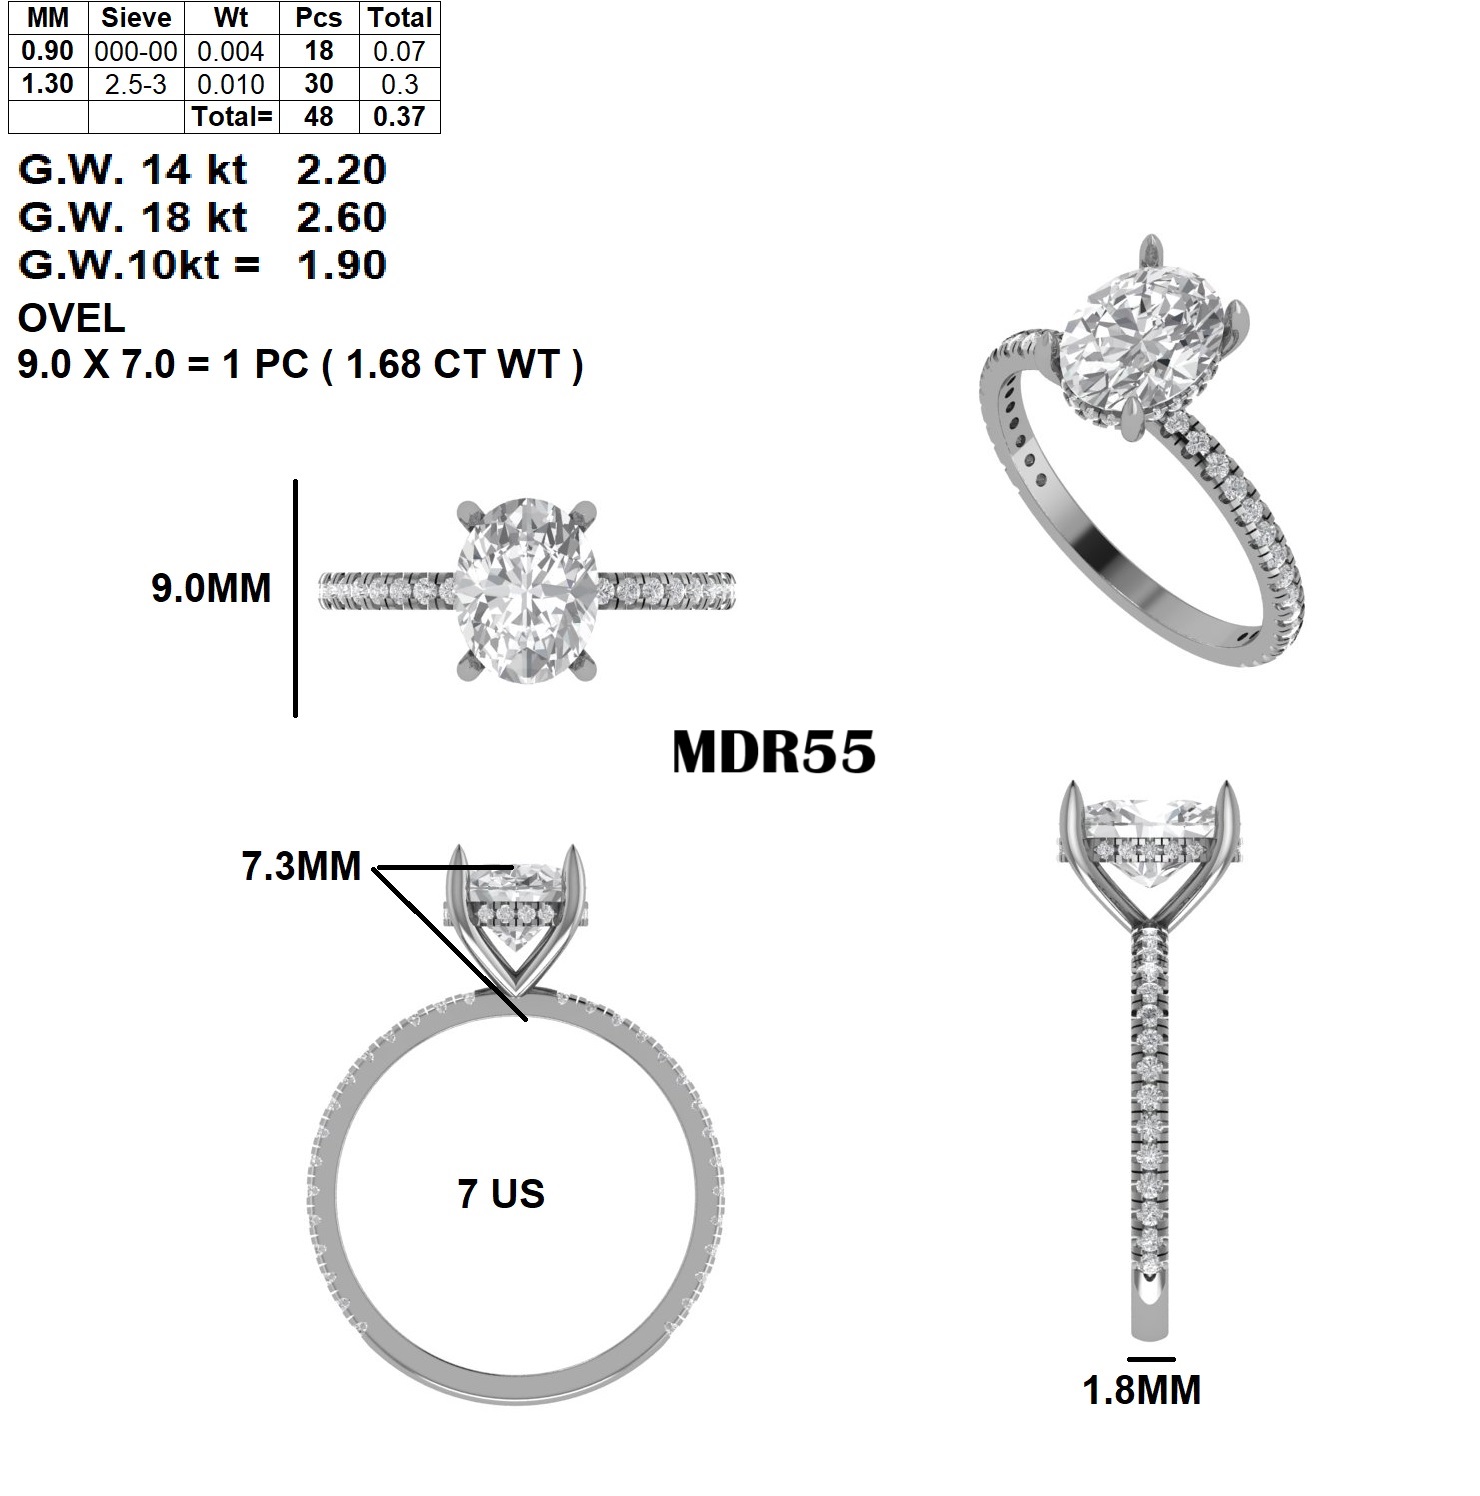 MM Sieve Wt Pcs Total
0.90 000-00 0.004 18 0.07
1.30 2.5-3 0.010 30 0.3
Total= 48 0.37
G.W. 14 kt 2.20
G.W. 18 kt 2.60
G.W.10kt = 1.90
OVEL
9.0 X 7.0 = 1 PC ( 1.68 CT WT )
9.0MM
MDR55
7.3MM
7 US
1.8MM